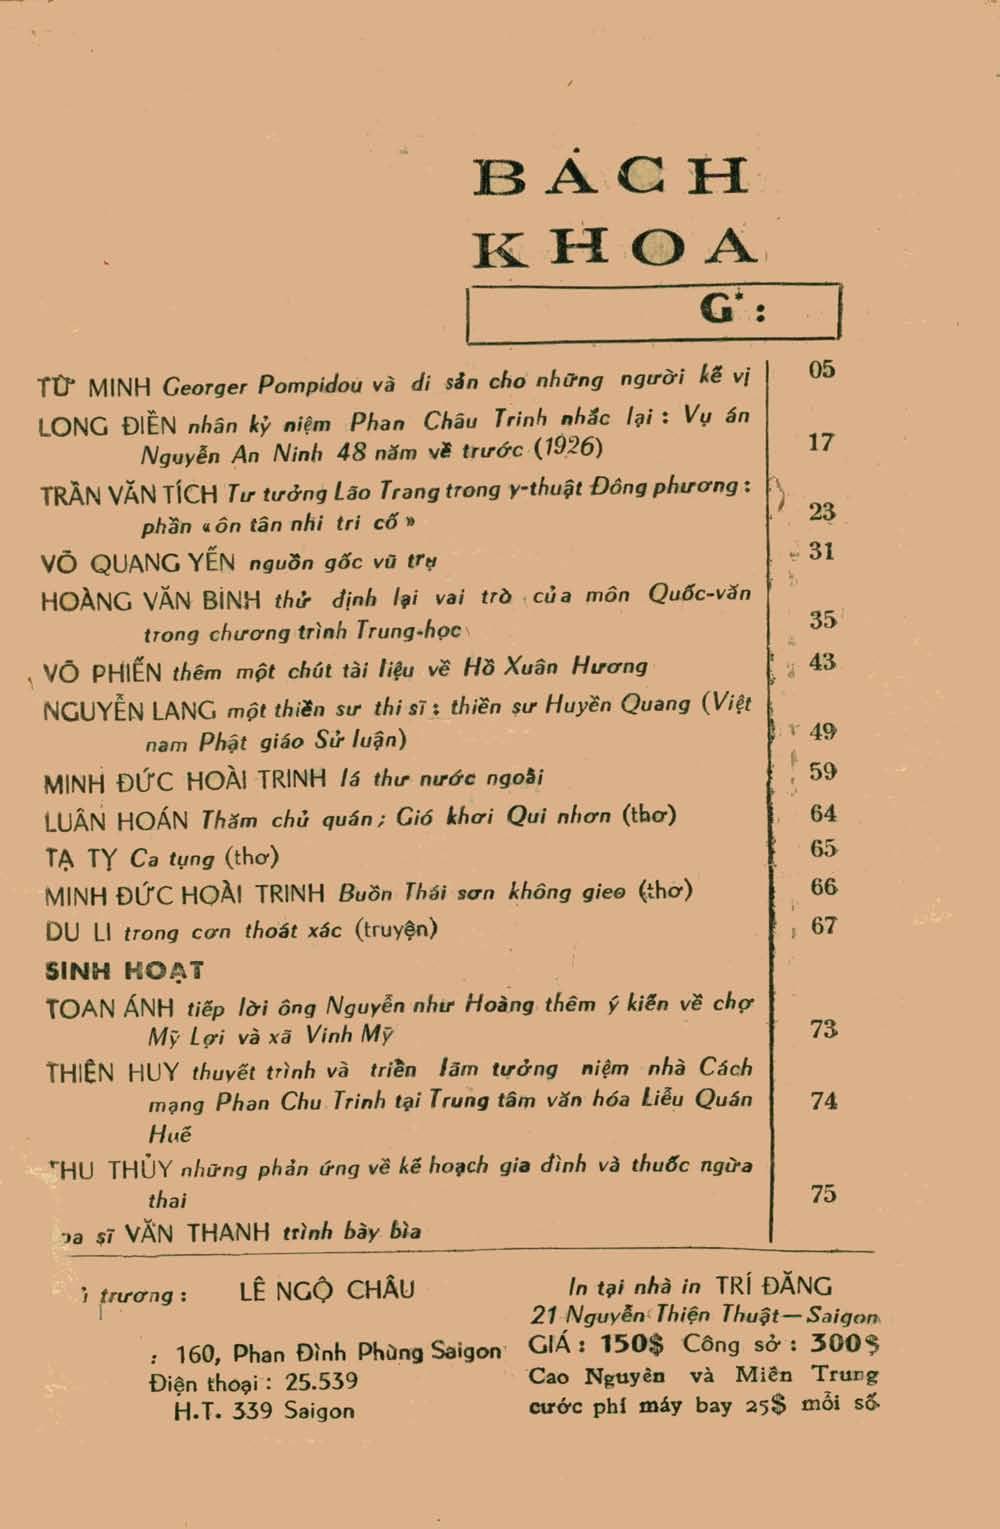 BÁCH
KHOA
G* :
TỪ MINH Georger Pompidou và di sản cho những người kế vị 05
LONG ĐIỀN nhân kỷ niệm Phan Châu Trinh nhắc lại : Vụ án
Nguyễn An Ninh 48 năm về trước (1926) 17
TRẦN VĂN TÍCH Tư tưởng Lão Trang trong y-thuật Đông phương :
phần « ôn tân nhi tri cố » 23
VÕ QUANG YẾN nguồn gốc vũ trụ 31
HOÀNG VĂN BÌNH thử định lại vai trò của môn Quốc-văn
trong chương trình Trung-học 35
VÕ PHIẾN thêm một chút tài liệu về Hồ Xuân Hương 43
NGUYỄN LANG một thiền sư thi sĩ : thiền sư Huyền Quang (Việt
nam Phật giáo Sử luận) 49
MINH ĐỨC HOÀI TRINH lá thư nước ngoài 59
LUÂN HOÁN Thăm chủ quán ; Gió khơi Qui nhơn (thơ) 64
TẠ TỴ Ca tụng (thơ) 65
MINH ĐỨC HOÀI TRINH Buồn Thái sơn không gieo (thơ) 66
DU LI trong cơn thoát xác (truyện) 67
SINH HOẠT
TOAN ÁNH tiếp lời ông Nguyễn như Hoàng thêm ý kiến về chợ
Mỹ Lợi và xã Vinh Mỹ 73
THIÊN HUY thuyết trình và triền lãm tưởng niệm nhà Cách
mạng Phan Chu Trinh tại Trung tâm văn hóa Liễu Quán 74
Huế
THU THỦY những phản ứng về kế hoạch gia đình và thuốc ngừa
thai 75
sĩ VĂN THANH trình bày bìa
trương : LÊ NGỘ CHÂU
: 160, Phan Đình Phùng Saigon
Điện thoại : 25.539
H.T. 339 Saigon
In tại nhà in TRÍ ĐĂNG
21 Nguyễn Thiện Thuật — Saigon
GIÁ : 150$ Công sở : 300$
Cao Nguyên và Miền Trung
cước phí máy bay 25$ mỗi số